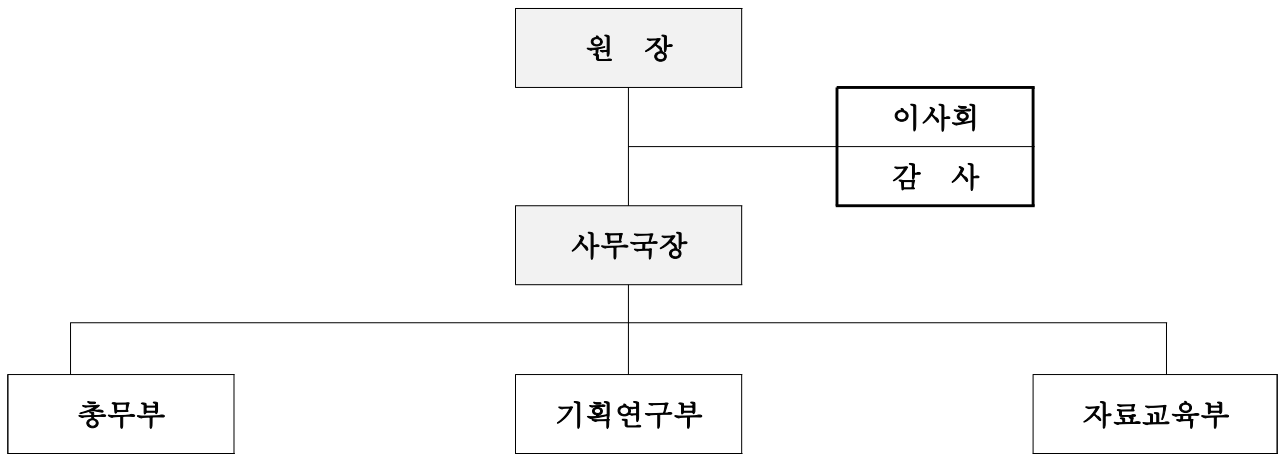 원 장
이사회
감 사
사무국장
총무부
기획연구부
자료교육부